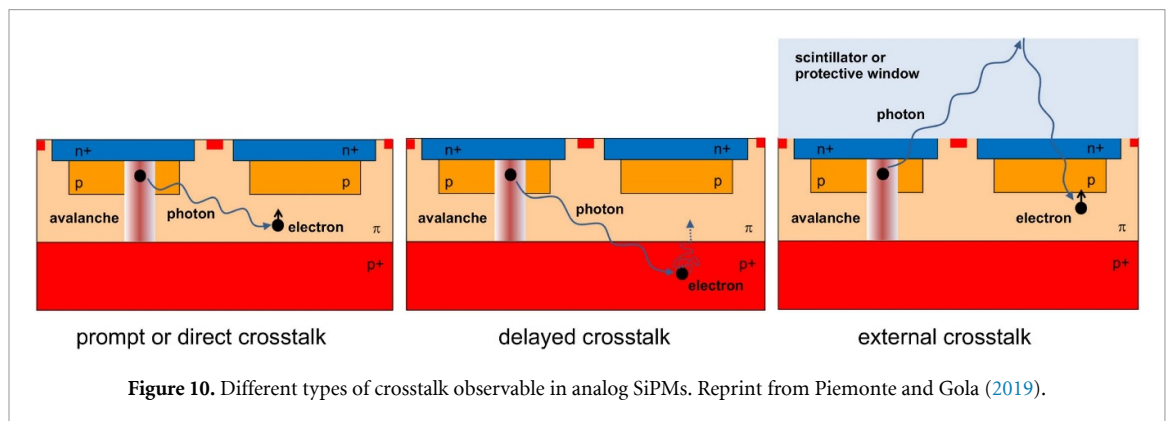 scintillator or
protective window
photon
n+
n+
p
p
avalanche
photon
electron
π
n+
n+
p
p
avalanche
photon
π
p+
electron
n+
n+
p
p
avalanche
electron
π
p+
p+
prompt or direct crosstalk
delayed crosstalk
external crosstalk
Figure 10. Different types of crosstalk observable in analog SiPMs. Reprint from Piemonte and Gola (2019).